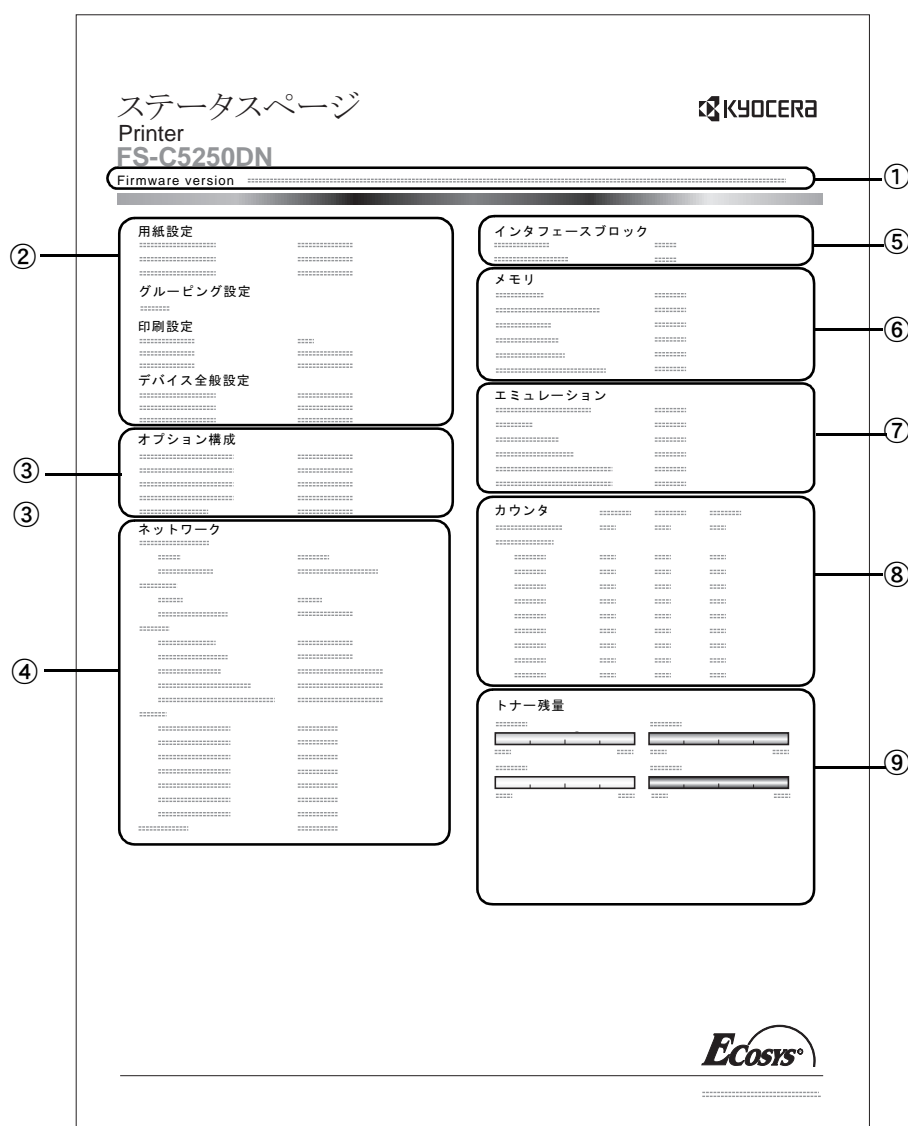 ステータスページ
KYOCERA
Printer
FS-C5250DN
Firmware version
①
用紙設定
②
グルーピング設定
印刷設定
デバイス全般設定
オプション構成
③
③
ネットワーク
④
インタフェースブロック
⑤
メモリ
⑥
エミュレーション
⑦
カウンタ
⑧
トナー残量
⑨
ECOSYS